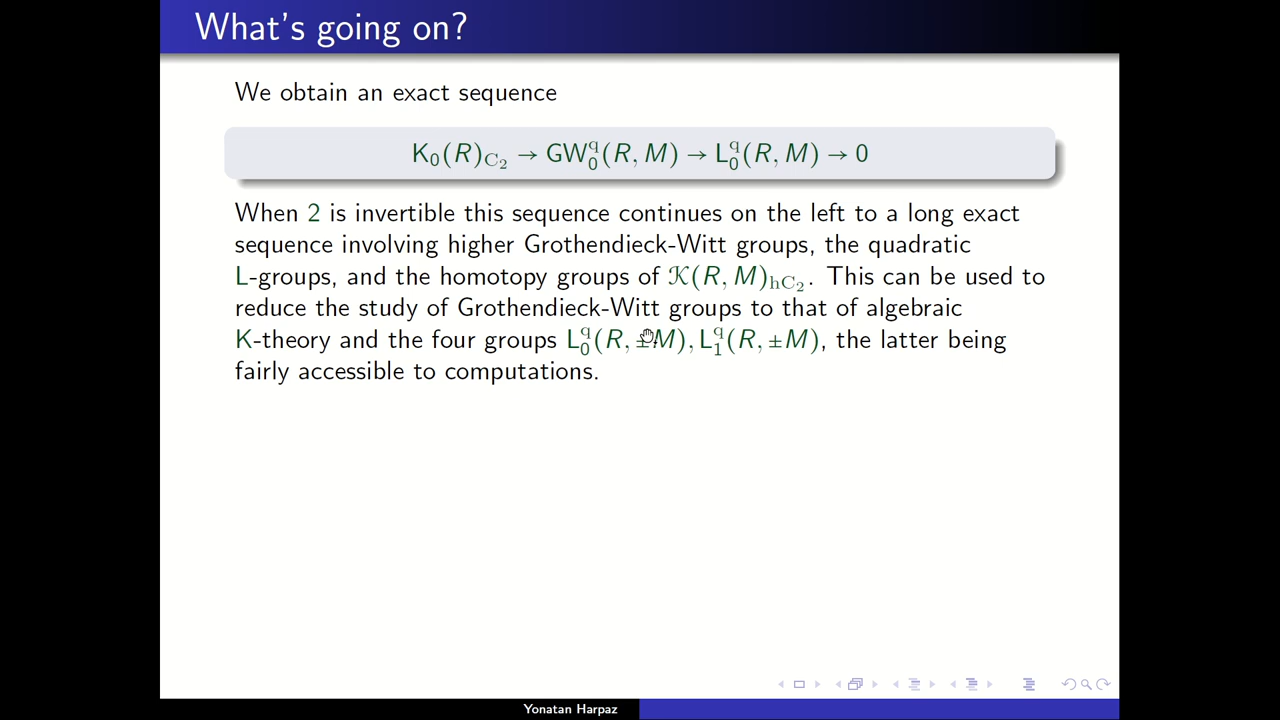 What's going on?
We obtain an exact sequence
K₀(R)_{C₂} → GW₀^q(R, M) → L₀^q(R, M) → 0
When 2 is invertible this sequence continues on the left to a long exact
sequence involving higher Grothendieck-Witt groups, the quadratic
L-groups, and the homotopy groups of 𝒦(R, M)_{hC₂}. This can be used to
reduce the study of Grothendieck-Witt groups to that of algebraic
K-theory and the four groups L₀^q(R, ±M), L₁^q(R, ±M), the latter being
fairly accessible to computations.
Yonatan Harpaz